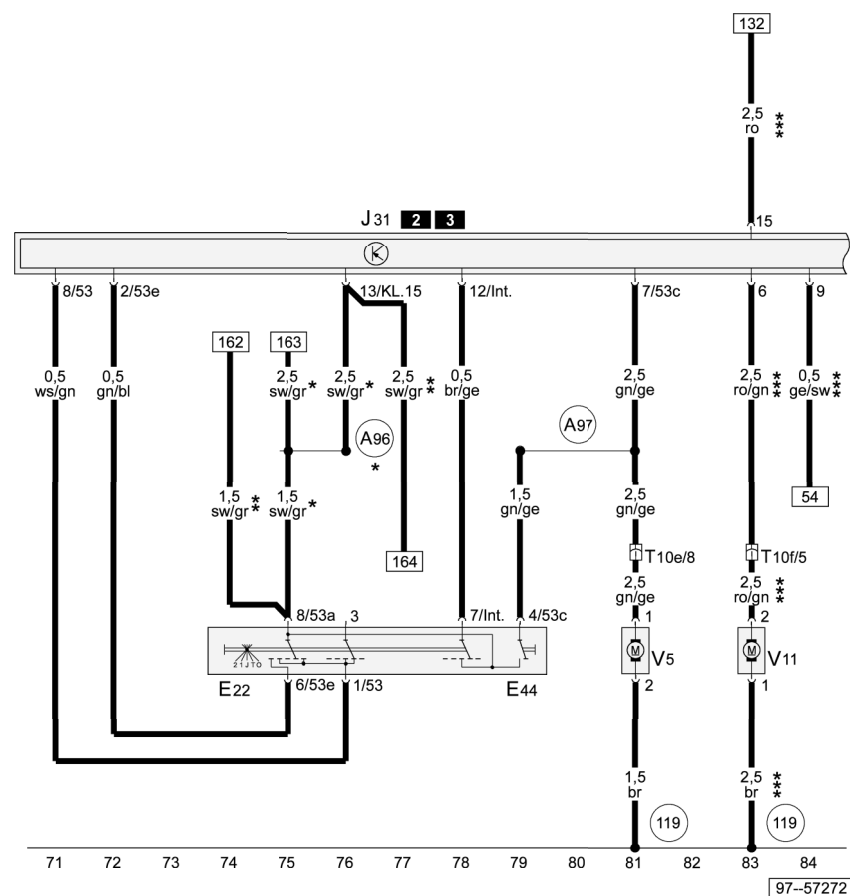 132
2,5
ro
***
J31 2 3
15
8/53 2/53e 13/KL.15 12/Int. 7/53c 6 9
162 163
0,5 0,5 2,5 2,5 2,5 0,5 2,5 2,5 0,5
ws/gn gn/bl sw/gr* sw/gr* sw/gr** br/ge gn/ge ro/gn*** ge/sw***
A96
*
A97
1,5 1,5 1,5 2,5
sw/gr** sw/gr* gn/ge gn/ge
54
164
T10e/8 T10f/5
2,5 2,5
gn/ge ro/gn***
8/53a 3 7/Int. 4/53c 1 2
M M
V5 V11
2 1 J T O
E22 6/53e 1/53 E44 2 1
1,5 2,5
br br***
119 119
71 72 73 74 75 76 77 78 79 80 81 82 83 84
97--57272